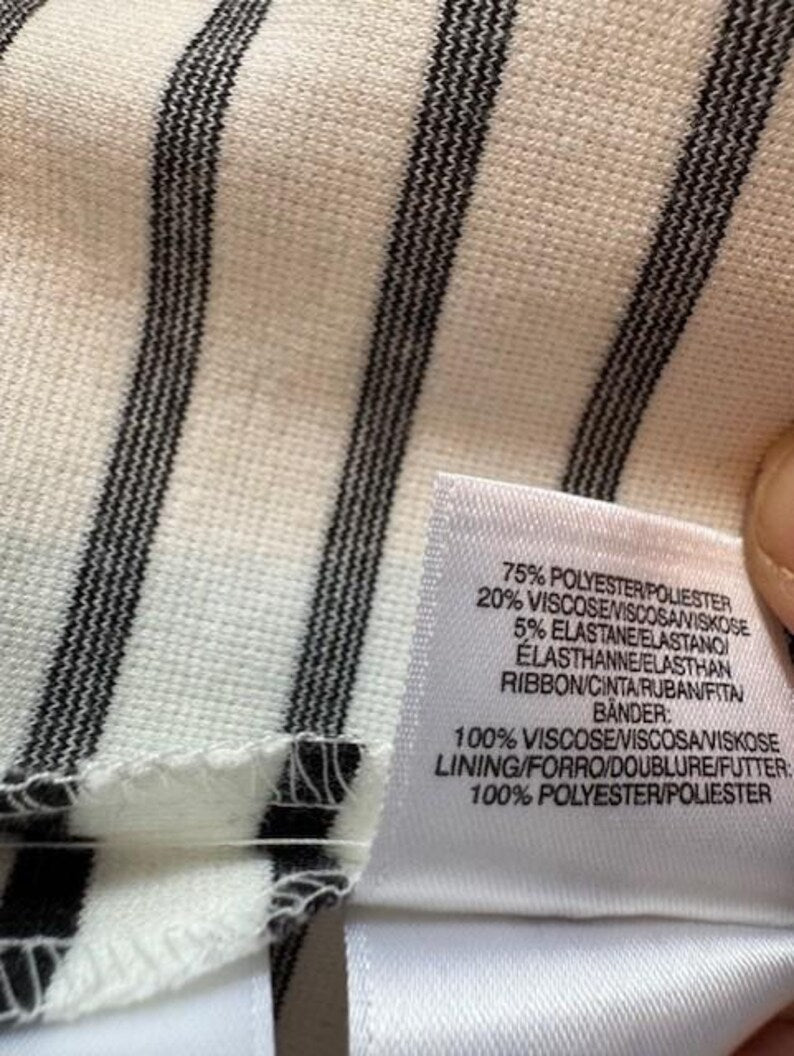 75% POLYESTER/POLIESTER
20% VISCOSE/VISCOSA/VISKOSE
5% ELASTANE/ELASTANO/
ÉLASTHANNE/ELASTHAN
RIBBON/CINTA/RUBAN/FITA/
BÄNDER:
100% VISCOSE/VISCOSA/VISKOSE
LINING/FORRO/DOUBLURE/FUTTER:
100% POLYESTER/POLIESTER